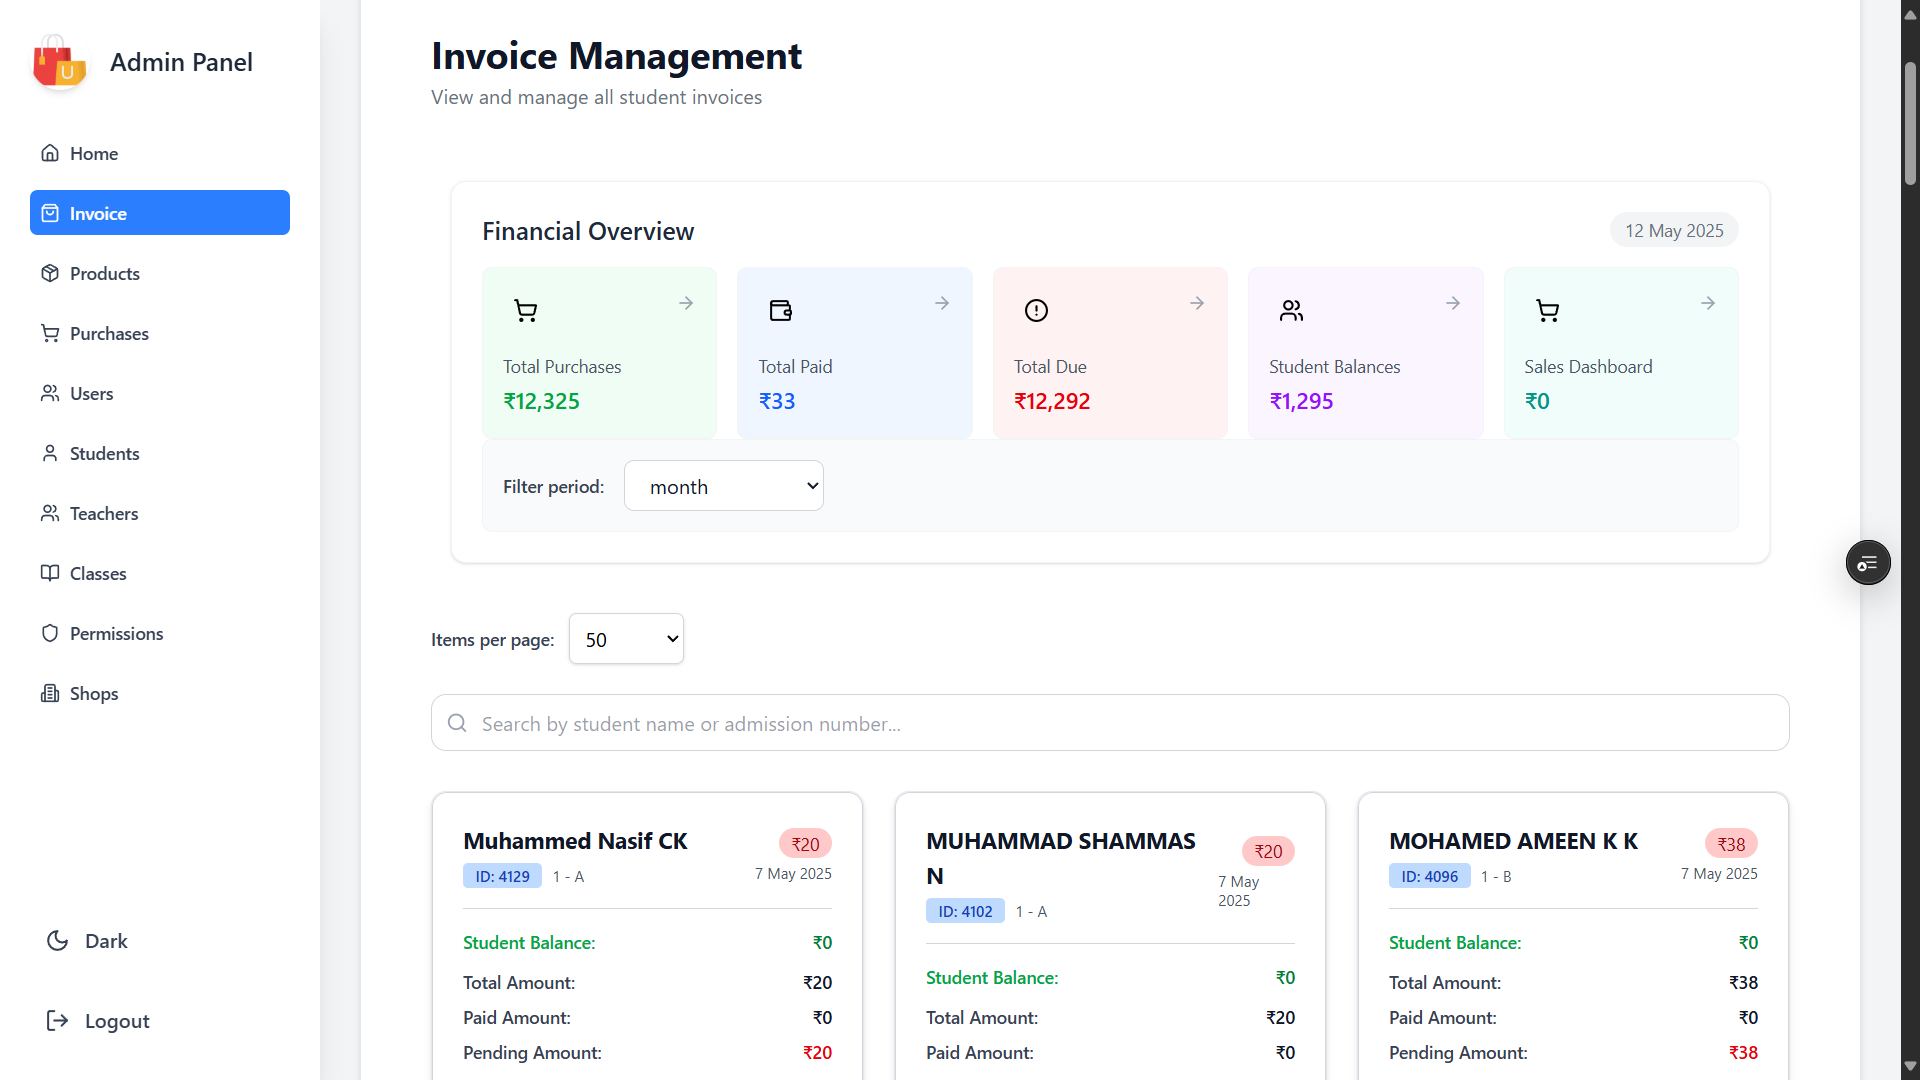 Admin Panel
Home
Invoice
Products
Purchases
Users
Students
Teachers
Classes
Permissions
Shops
Dark
Logout
Invoice Management
View and manage all student invoices
Financial Overview
12 May 2025
Total Purchases
₹12,325
Total Paid
₹33
Total Due
₹12,292
Student Balances
₹1,295
Sales Dashboard
₹0
Filter period: month
Items per page: 50
Search by student name or admission number...
Muhammed Nasif CK
₹20
ID: 4129 1 - A
7 May 2025
Student Balance: ₹0
Total Amount: ₹20
Paid Amount: ₹0
Pending Amount: ₹20
MUHAMMAD SHAMMAS
N
₹20
7 May
2025
ID: 4102 1 - A
Student Balance: ₹0
Total Amount: ₹20
Paid Amount: ₹0
MOHAMED AMEEN K K
₹38
ID: 4096 1 - B
7 May 2025
Student Balance: ₹0
Total Amount: ₹38
Paid Amount: ₹0
Pending Amount: ₹38